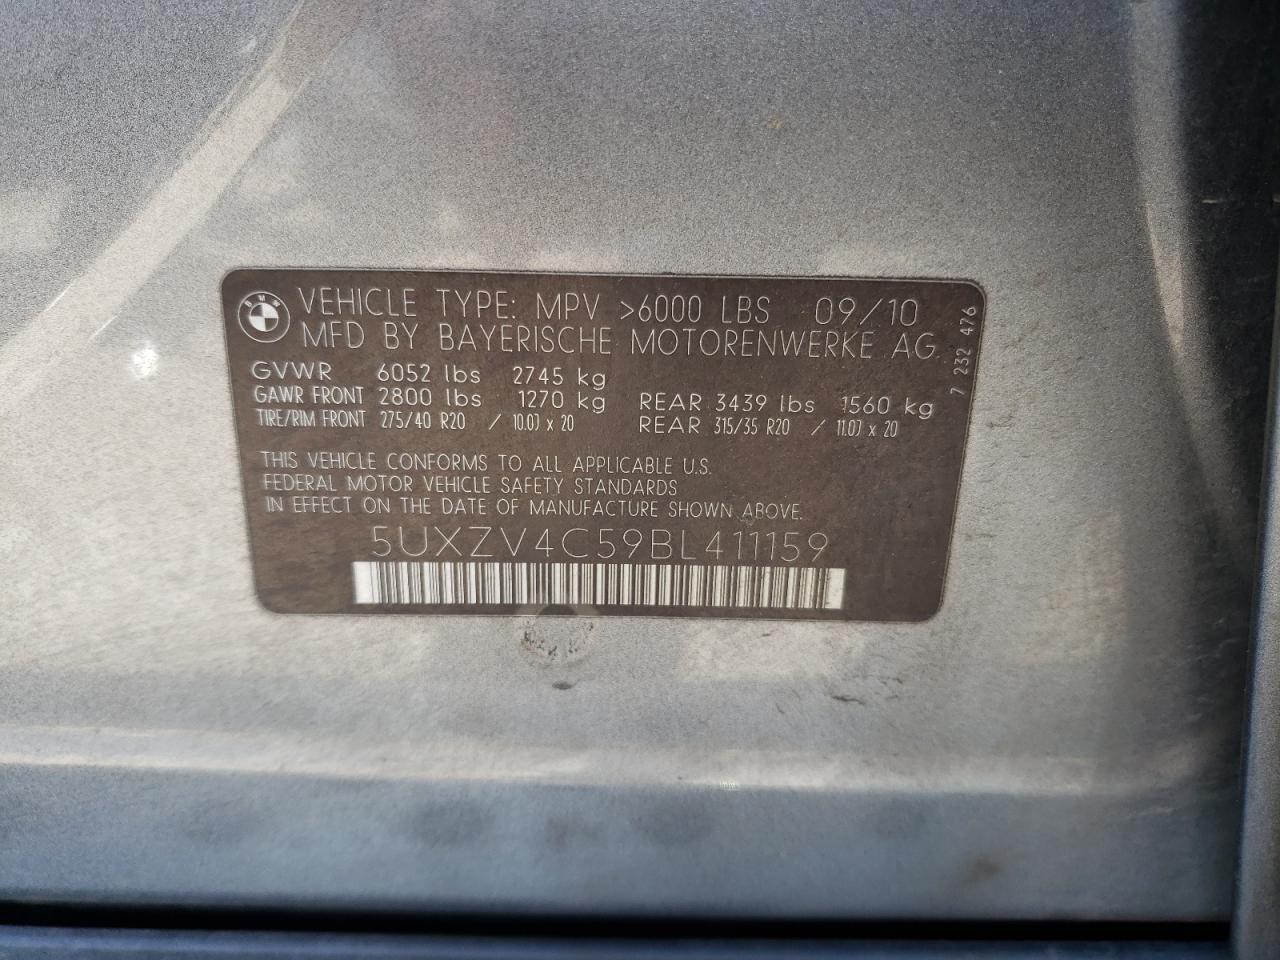 BMW
VEHICLE TYPE: MPV >6000 LBS 09/10
MFD BY BAYERISCHE MOTORENWERKE AG
GVWR 6052 lbs 2745 kg
GAWR FRONT 2800 lbs 1270 kg REAR 3439 lbs 1560 kg
TIRE/RIM FRONT 275/40 R20 / 10.0J x 20 REAR 315/35 R20 / 11.0J x 20
THIS VEHICLE CONFORMS TO ALL APPLICABLE U.S.
FEDERAL MOTOR VEHICLE SAFETY STANDARDS
IN EFFECT ON THE DATE OF MANUFACTURE SHOWN ABOVE.
5UXZV4C59BL411159
7 232 476